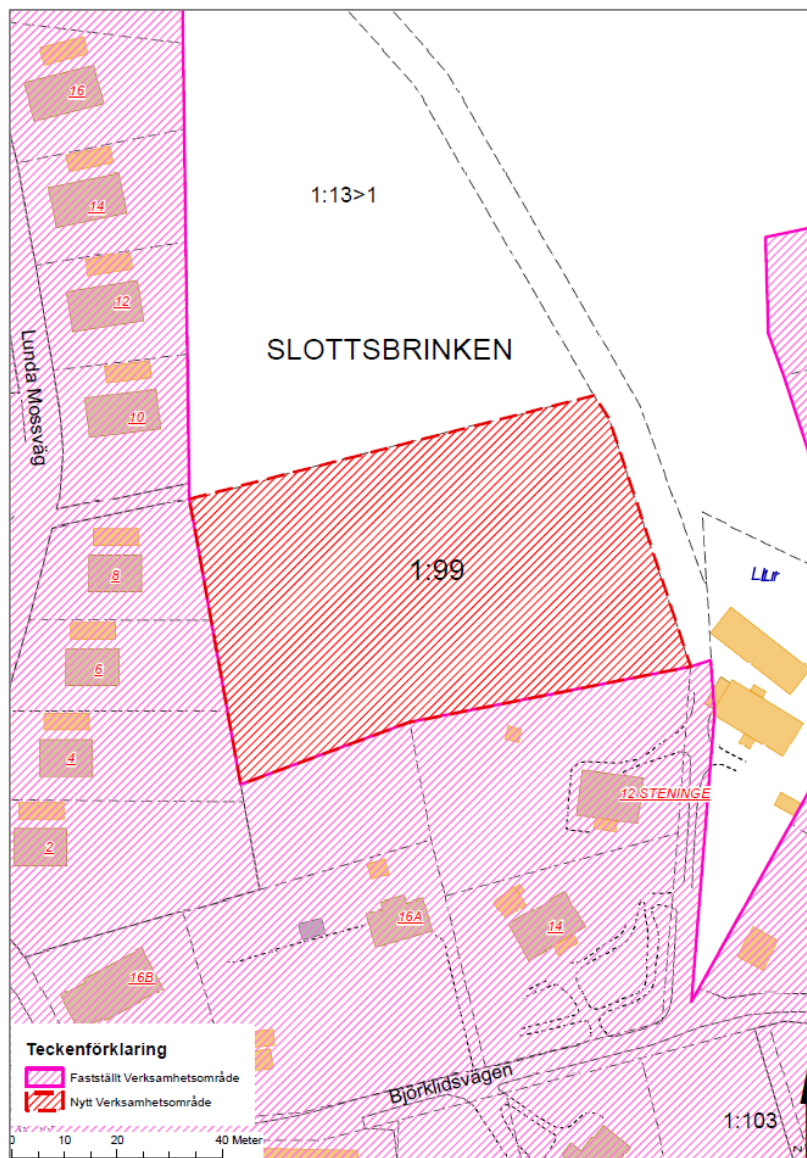 16
14
1:13>1
12
SLOTTSBRINKEN
Lunda Mossväg
10
8
1:99
6
4
12 STENINGE
2
16A
14
16B
Teckenförklaring
Fastställt Verksamhetsområde
Nytt Verksamhetsområde
Björklidsvägen
1:103
0 10 20 40 Meter